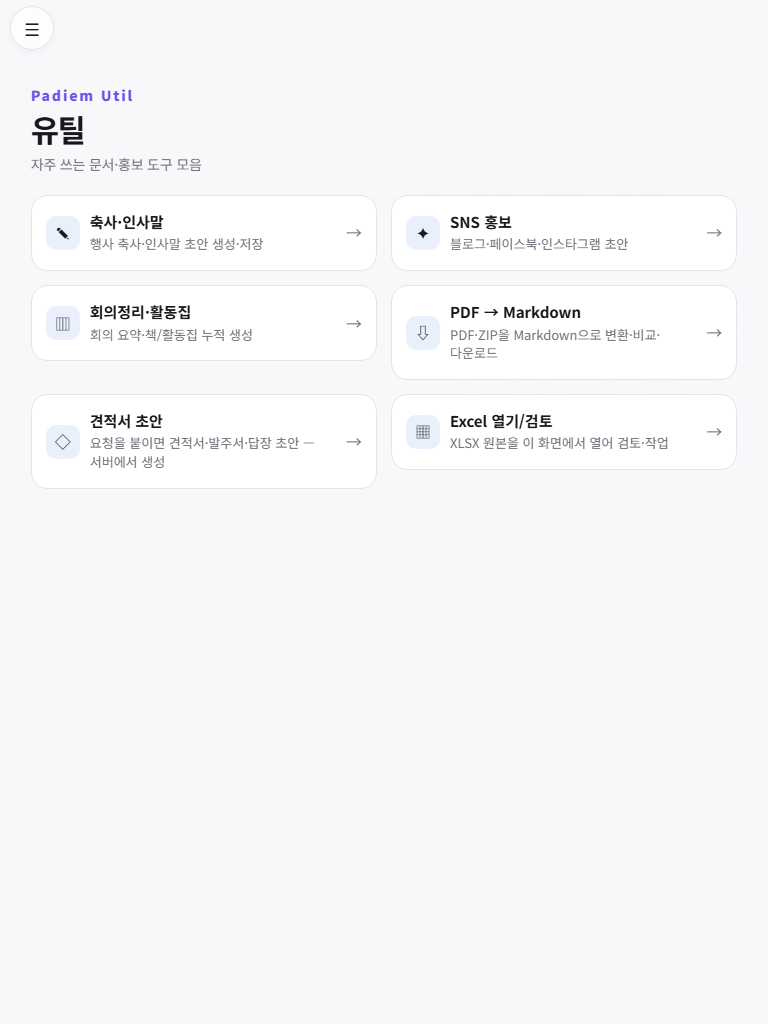 ☰
Padiem Util
유틸
자주 쓰는 문서·홍보 도구 모음
축사·인사말
행사 축사·인사말 초안 생성·저장
→
SNS 홍보
블로그·페이스북·인스타그램 초안
→
회의정리·활동집
회의 요약·책/활동집 누적 생성
→
PDF → Markdown
PDF·ZIP을 Markdown으로 변환·비교·
다운로드
→
견적서 초안
요청을 붙이면 견적서·발주서·답장 초안 —
서버에서 생성
→
Excel 열기/검토
XLSX 원본을 이 화면에서 열어 검토·작업
→